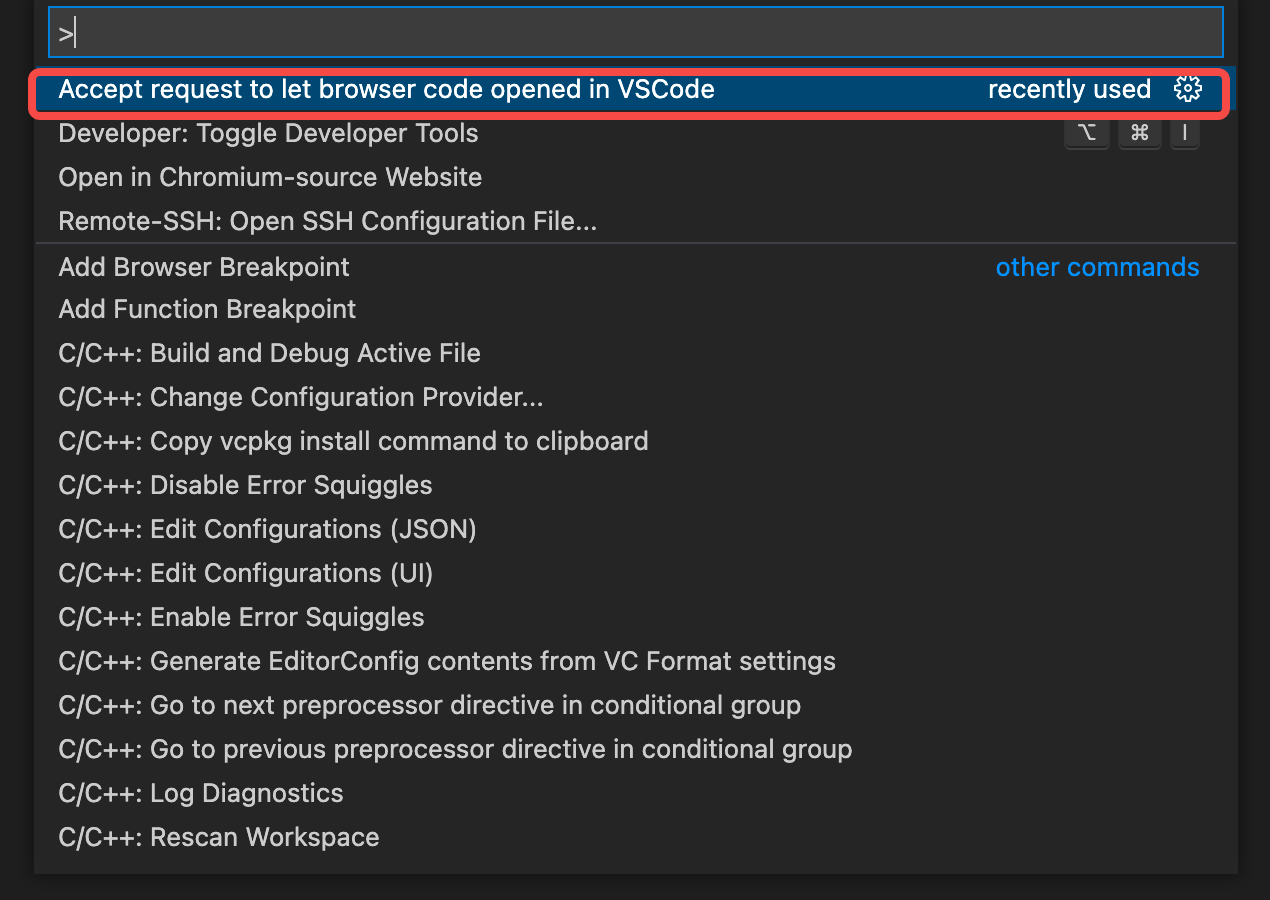 >
Accept request to let browser code opened in VSCode recently used
Developer: Toggle Developer Tools ⌥ ⌘ I
Open in Chromium-source Website
Remote-SSH: Open SSH Configuration File...
Add Browser Breakpoint other commands
Add Function Breakpoint
C/C++: Build and Debug Active File
C/C++: Change Configuration Provider...
C/C++: Copy vcpkg install command to clipboard
C/C++: Disable Error Squiggles
C/C++: Edit Configurations (JSON)
C/C++: Edit Configurations (UI)
C/C++: Enable Error Squiggles
C/C++: Generate EditorConfig contents from VC Format settings
C/C++: Go to next preprocessor directive in conditional group
C/C++: Go to previous preprocessor directive in conditional group
C/C++: Log Diagnostics
C/C++: Rescan Workspace